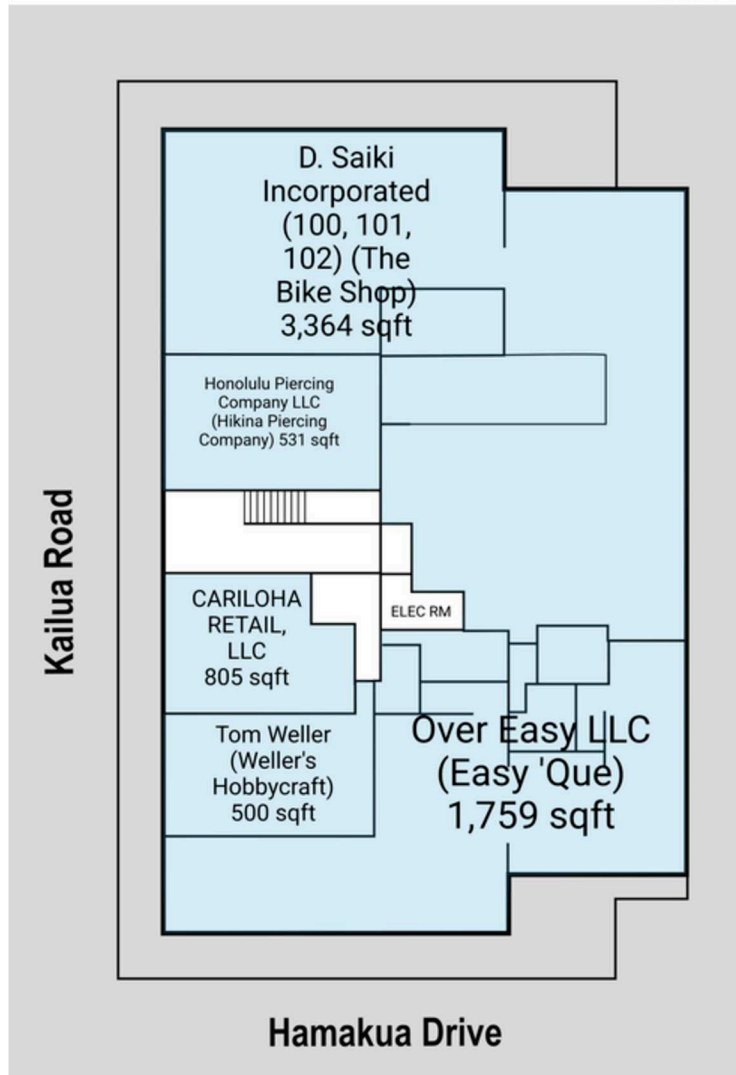 D. Saiki
Incorporated
(100, 101,
102) (The
Bike Shop)
3,364 sqft
Honolulu Piercing
Company LLC
(Hikina Piercing
Company) 531 sqft
Kailua Road
CARILOHA
RETAIL,
LLC
805 sqft
ELEC RM
Tom Weller
(Weller's
Hobbycraft)
500 sqft
Over Easy LLC
(Easy 'Que)
1,759 sqft
Hamakua Drive